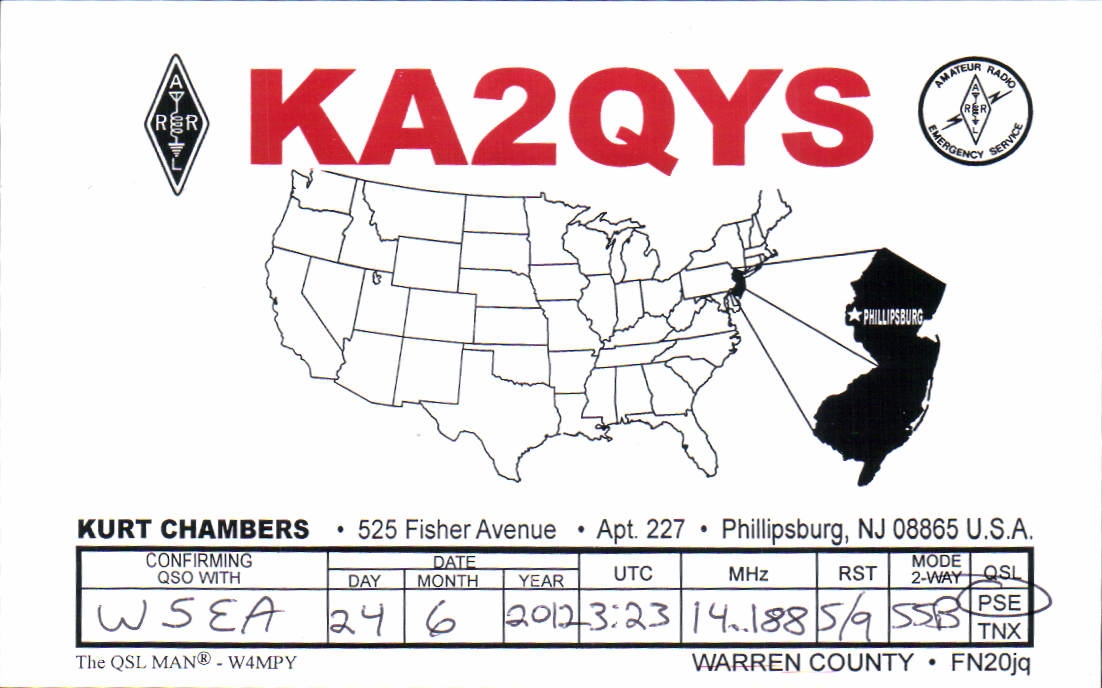 KA2QYS
A
R R
L
AMATEUR RADIO
A
R R
L
EMERGENCY SERVICE
PHILLIPSBURG
KURT CHAMBERS • 525 Fisher Avenue • Apt. 227 • Phillipsburg, NJ 08865 U.S.A.
CONFIRMING QSO WITH DATE UTC MHz RST MODE 2-WAY QSL
DAY MONTH YEAR
WSEA 24 6 2012 3:23 14.188 5/9 SSB PSE
TNX
The QSL MAN® - W4MPY WARREN COUNTY • FN20jq